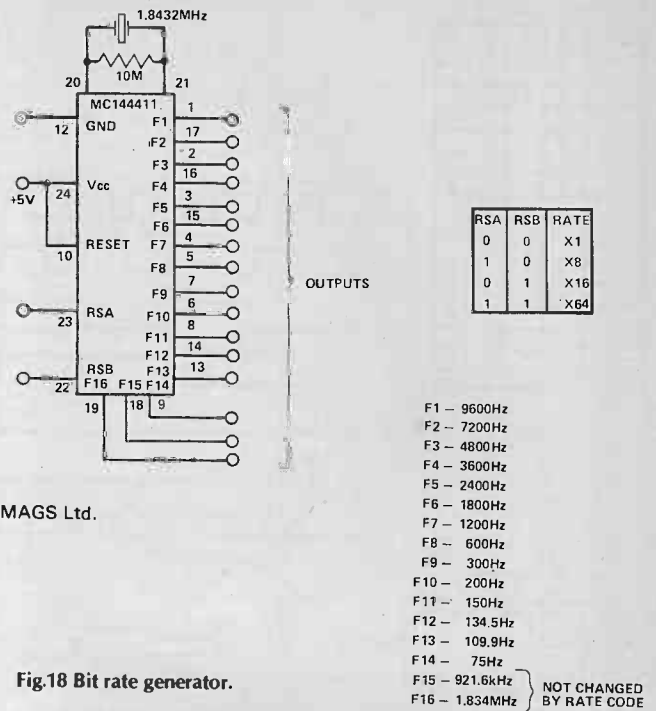 1.8432MHz
10M
20
21
MC144411
12
GND
F1
1
F2
17
F3
2
F4
16
+5V
24
Vcc
F5
3
F6
15
10
RESET
F7
4
F8
5
F9
7
OUTPUTS
23
RSA
F10
6
F11
8
F12
14
22
RSB
F13
13
F16
F15
F14
19
18
9
RSA RSB RATE
0 0 X1
1 0 X8
0 1 X16
1 1 X64
F1 – 9600Hz
F2 – 7200Hz
F3 – 4800Hz
F4 – 3600Hz
F5 – 2400Hz
F6 – 1800Hz
F7 – 1200Hz
F8 – 600Hz
F9 – 300Hz
F10 – 200Hz
F11 – 150Hz
F12 – 134.5Hz
F13 – 109.9Hz
F14 – 75Hz
F15 – 921.6kHz
F16 – 1.834MHz
NOT CHANGED
BY RATE CODE
MAGS Ltd.
Fig.18 Bit rate generator.